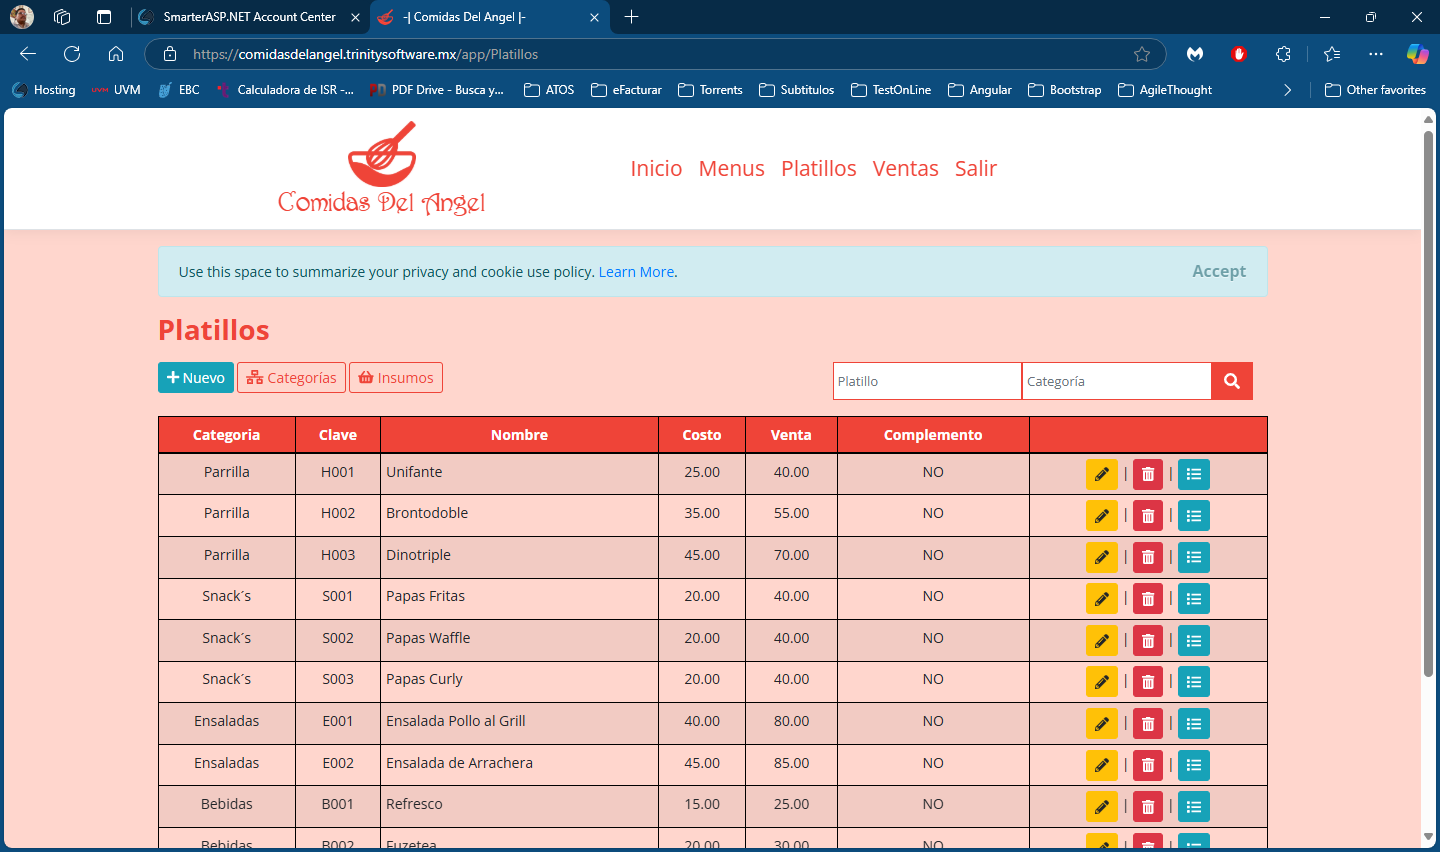 SmarterASP.NET Account Center
-| Comidas Del Angel |-
https://comidasdelangel.trinitysoftware.mx/app/Platillos
Hosting UVM EBC Calculadora de ISR -... PDF Drive - Busca y... ATOS eFacturar Torrents Subtitulos TestOnLine Angular Bootstrap AgileThought Other favorites
Comidas Del Angel
Inicio Menus Platillos Ventas Salir
Use this space to summarize your privacy and cookie use policy. Learn More. Accept
Platillos
Nuevo Categorías Insumos Platillo Categoría
Categoria Clave Nombre Costo Venta Complemento
Parrilla H001 Unifante 25.00 40.00 NO | |
Parrilla H002 Brontodoble 35.00 55.00 NO | |
Parrilla H003 Dinotriple 45.00 70.00 NO | |
Snack´s S001 Papas Fritas 20.00 40.00 NO | |
Snack´s S002 Papas Waffle 20.00 40.00 NO | |
Snack´s S003 Papas Curly 20.00 40.00 NO | |
Ensaladas E001 Ensalada Pollo al Grill 40.00 80.00 NO | |
Ensaladas E002 Ensalada de Arrachera 45.00 85.00 NO | |
Bebidas B001 Refresco 15.00 25.00 NO | |
Bebidas B002 Fuzetea 20.00 30.00 NO | |